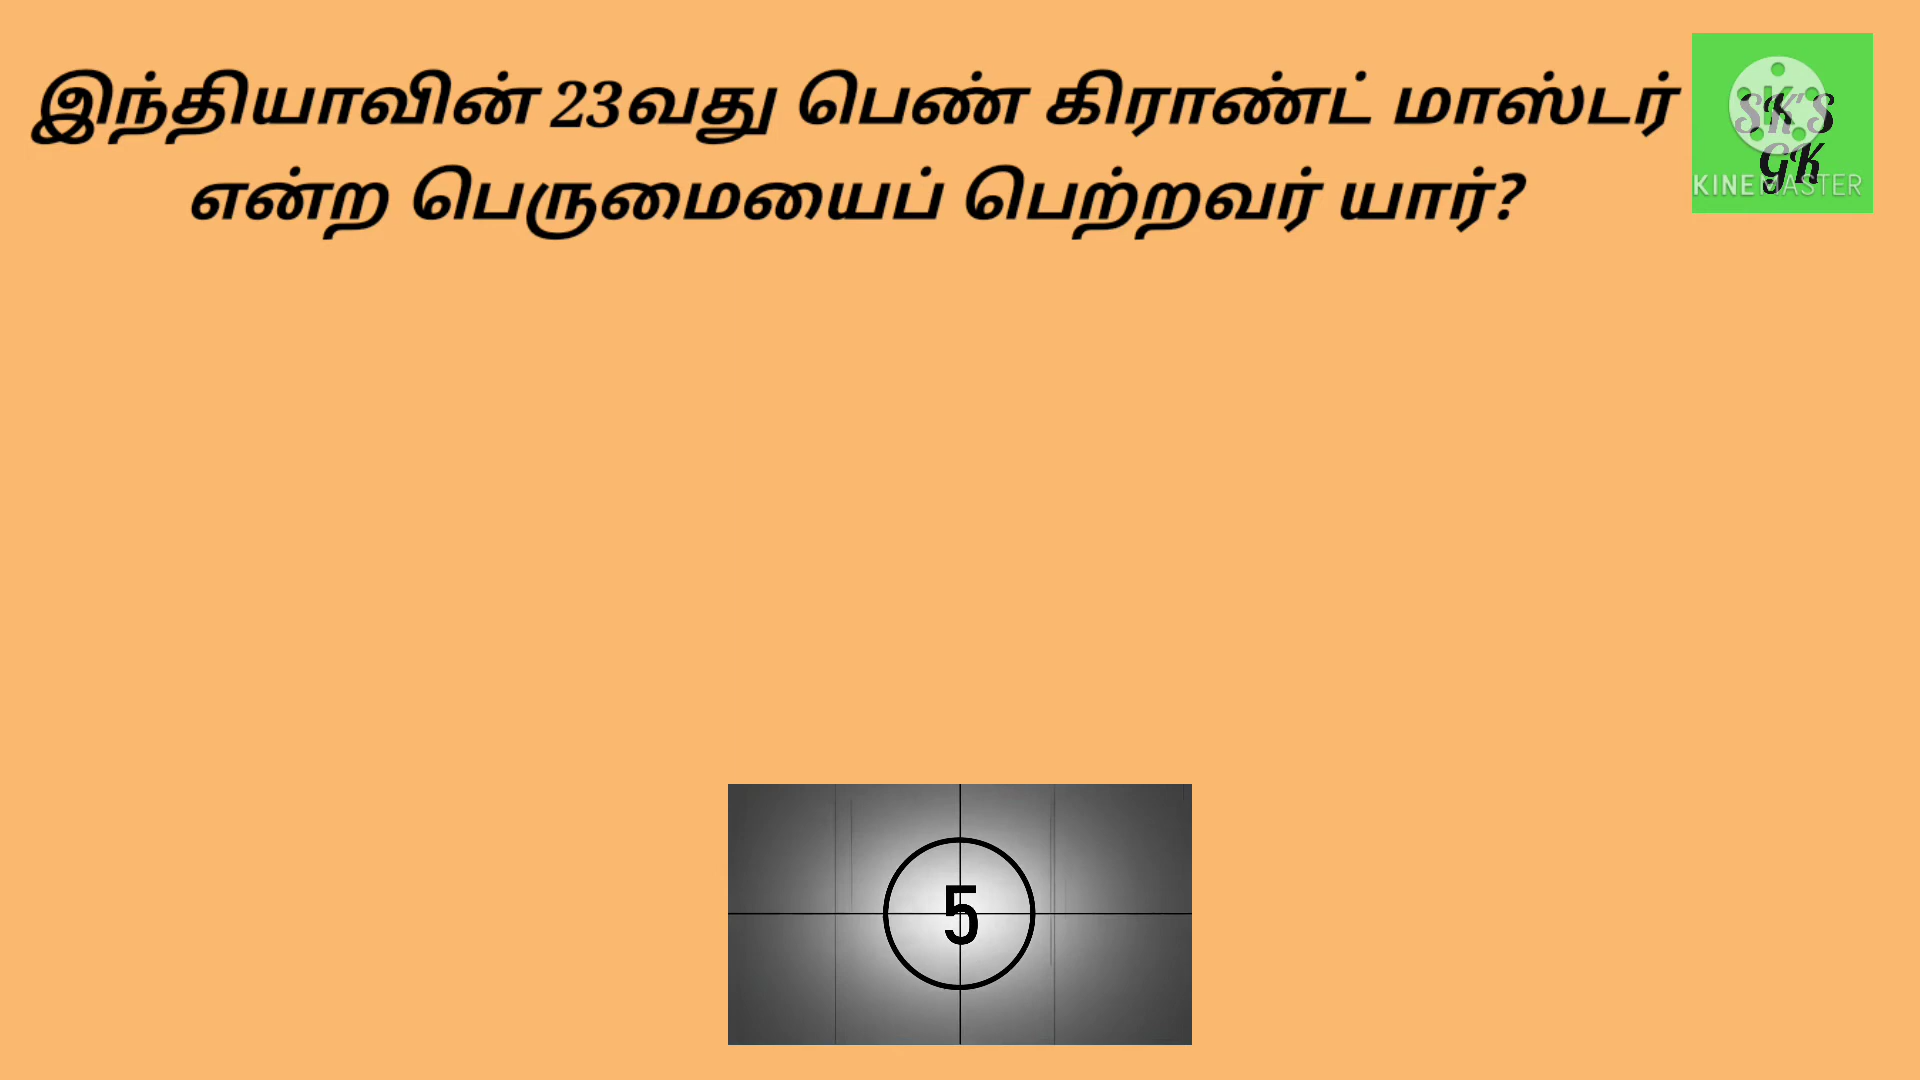 இந்தியாவின் 23வது பெண் கிராண்ட் மாஸ்டர்
என்ற பெருமையைப் பெற்றவர் யார்?
SK'S
GK
KINEMASTER
5